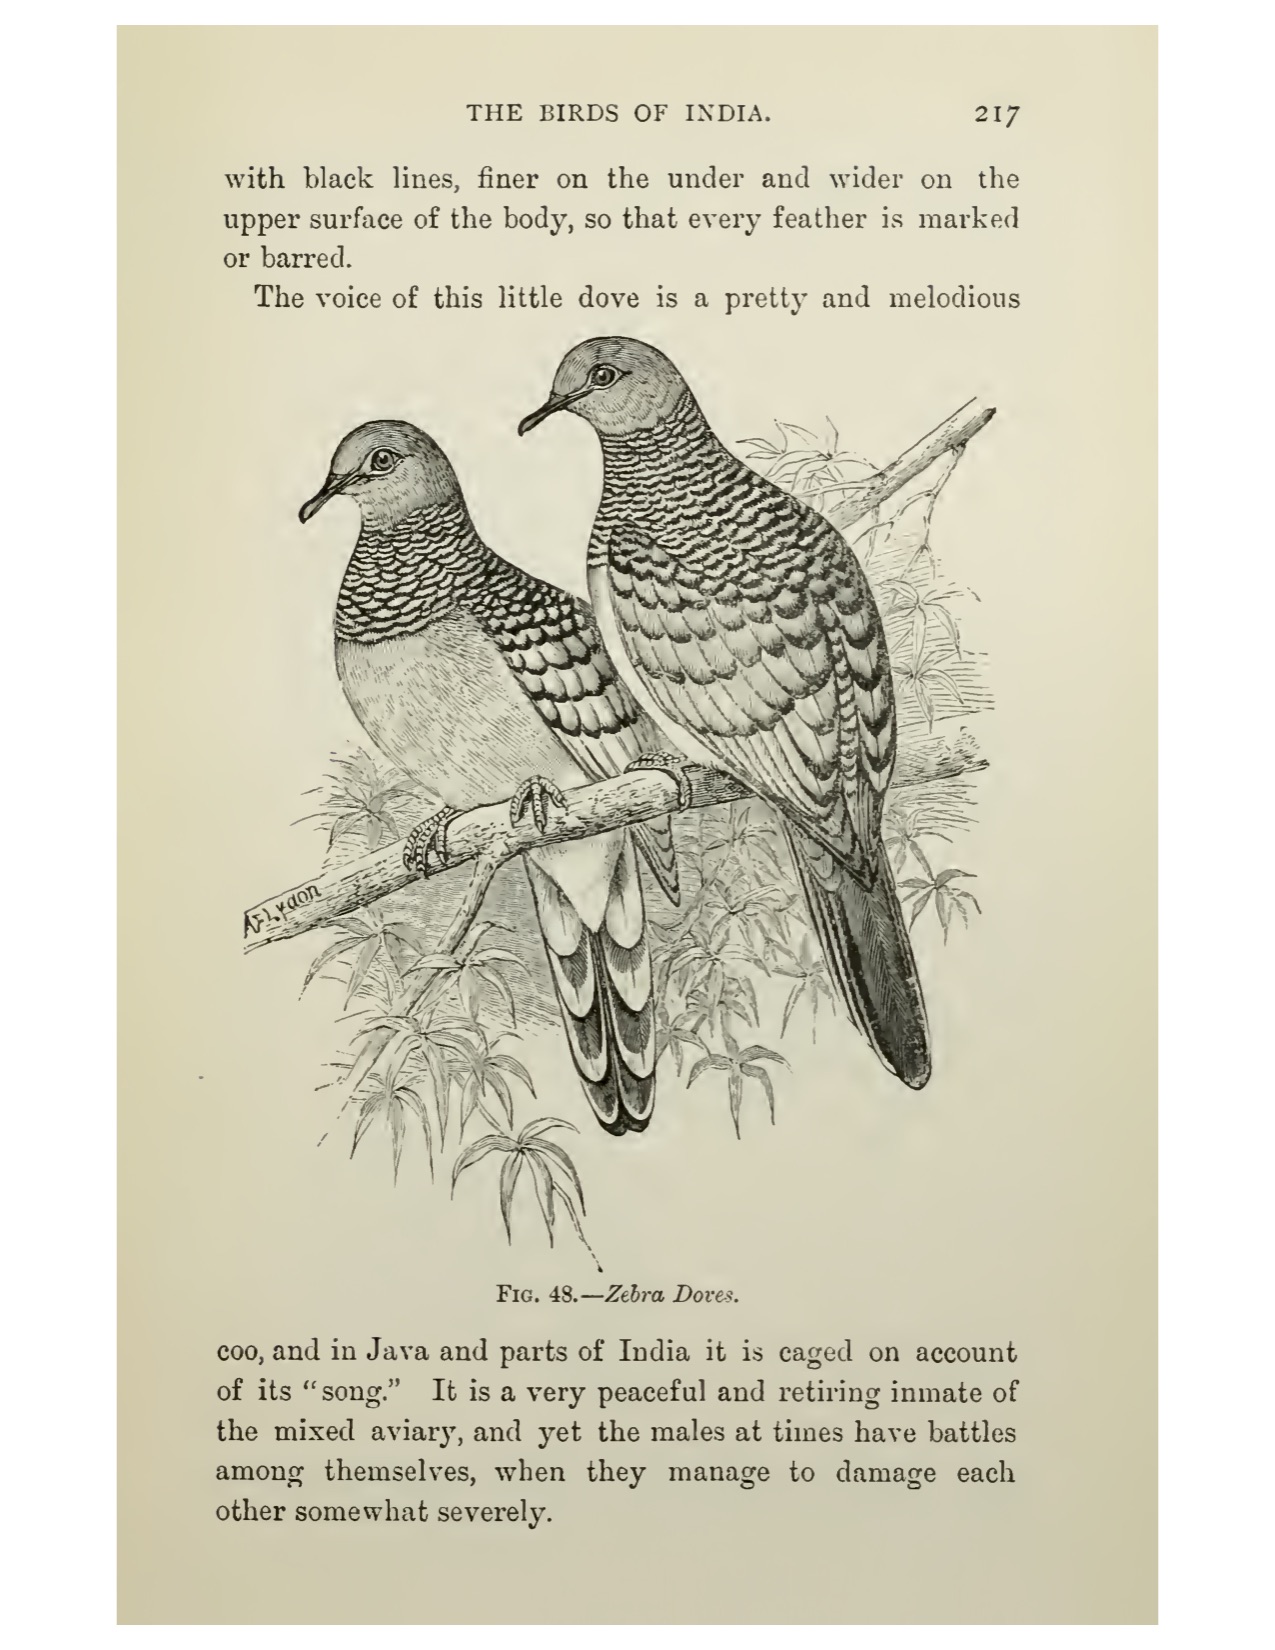 THE BIRDS OF INDIA. 217
with black lines, finer on the under and wider on the
upper surface of the body, so that every feather is marked
or barred.
The voice of this little dove is a pretty and melodious
A.F. Lydon
FIG. 48.—Zebra Doves.
coo, and in Java and parts of India it is caged on account
of its “song.” It is a very peaceful and retiring inmate of
the mixed aviary, and yet the males at times have battles
among themselves, when they manage to damage each
other somewhat severely.